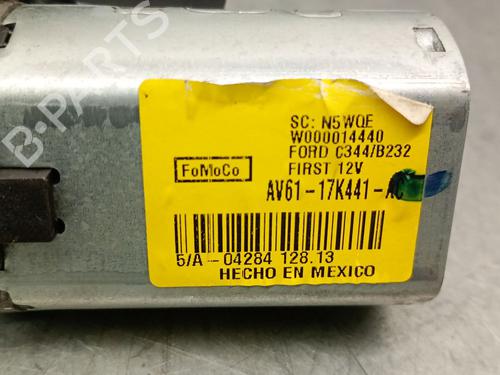 SC: N5WQE
W000014440
FORD C344/B232
FIRST 12V
FoMoCo
AV61-17K441-AC
5/A-04284 128.13
HECHO EN MEXICO
B-PARTS